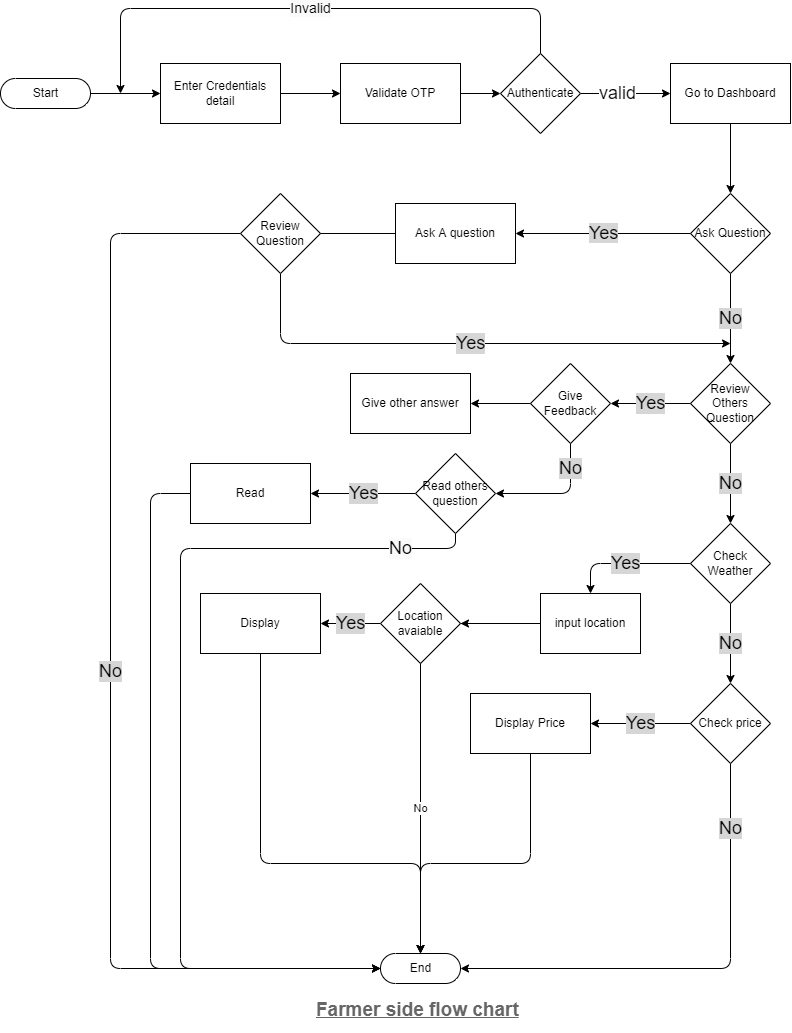 Invalid
Start
Enter Credentials
detail
Validate OTP
Authenticate
valid
Go to Dashboard
Review
Question
Ask A question
Yes
Ask Question
No
Yes
Give other answer
Give
Feedback
Yes
Review
Others
Question
No
No
Read
Yes
Read others
question
No
Check
Weather
Yes
Display
Yes
Location
avaiable
input location
No
No
Display Price
Yes
Check price
No
No
End
Farmer side flow chart